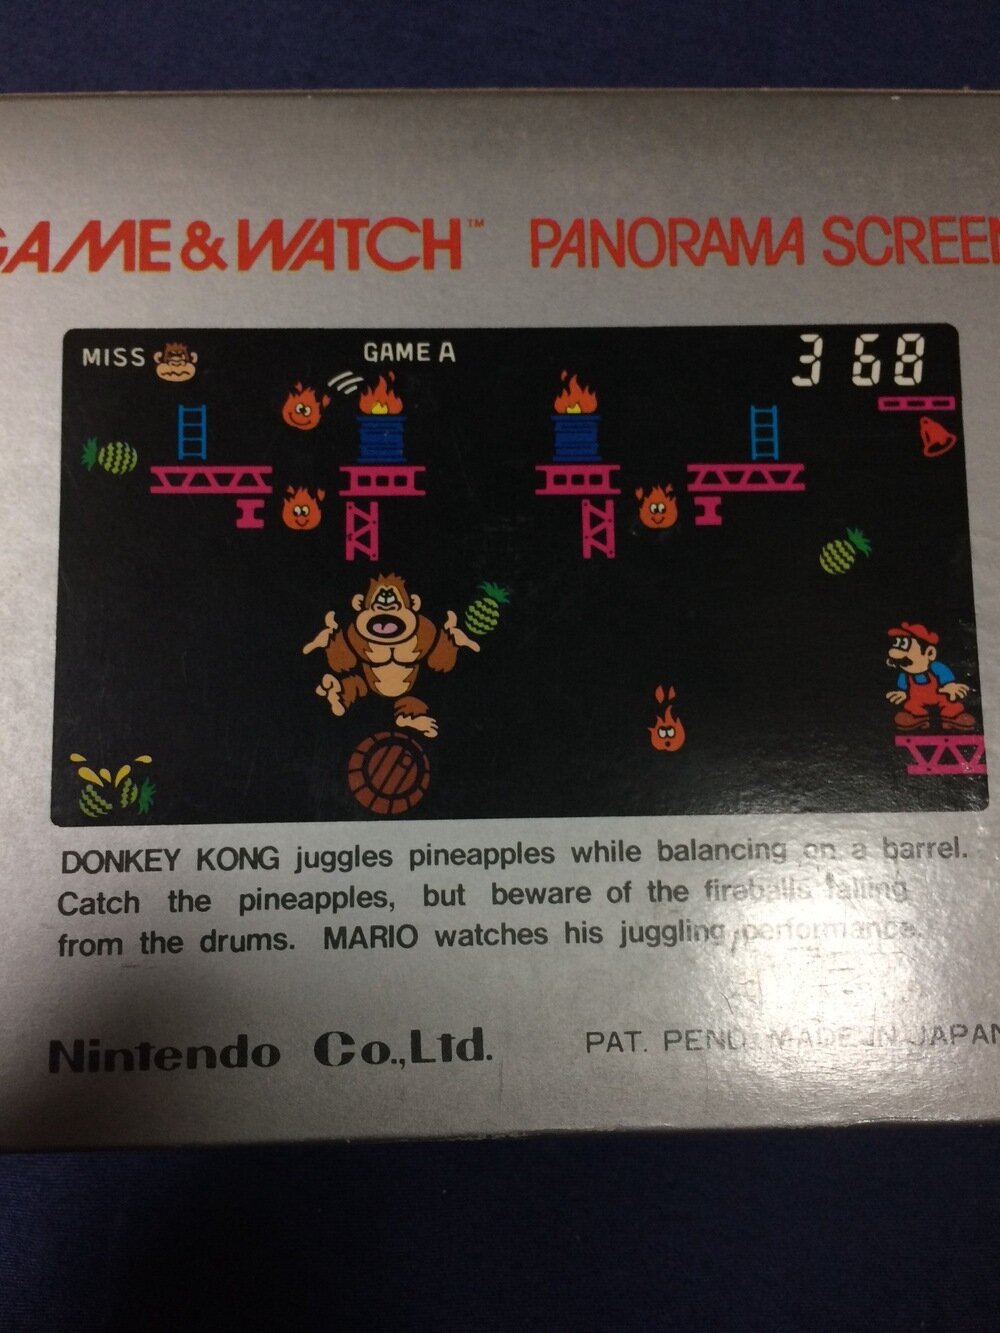 GAME & WATCH™ PANORAMA SCREEN
MISS GAME A 3 68
DONKEY KONG juggles pineapples while balancing on a barrel.
Catch the pineapples, but beware of the fireballs falling
from the drums. MARIO watches his juggling performance.
Nintendo Co.,Ltd. PAT. PEND. MADE IN JAPAN